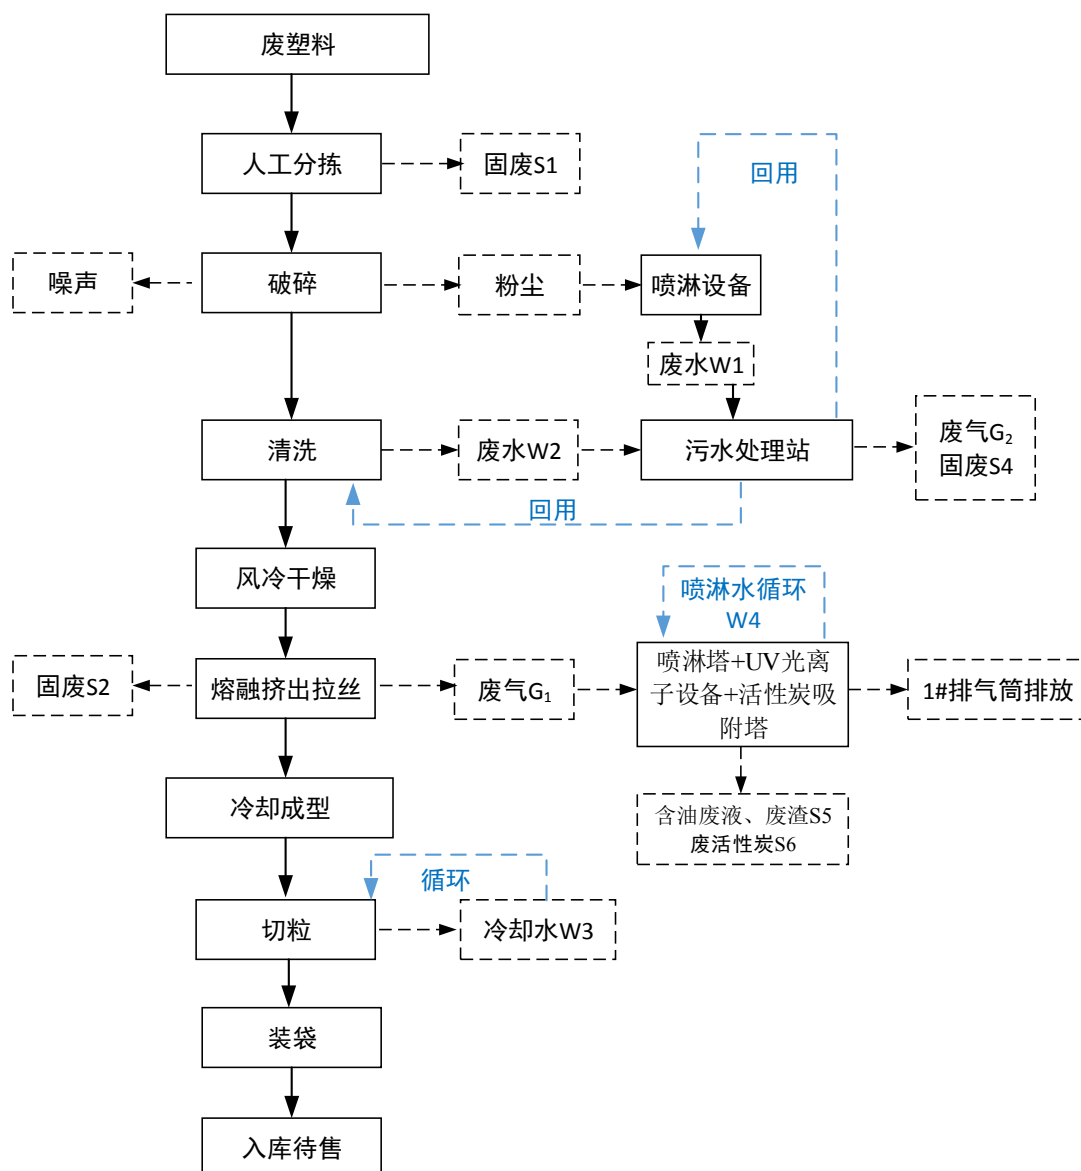 废塑料
人工分拣
固废S1
回用
噪声
破碎
粉尘
喷淋设备
废水W1
清洗
废水W2
污水处理站
废气G₂
固废S4
回用
风冷干燥
喷淋水循环
W4
固废S2
熔融挤出拉丝
废气G₁
喷淋塔+UV光离
子设备+活性炭吸
附塔
1#排气筒排放
冷却成型
含油废液、废渣S5
废活性炭S6
循环
切粒
冷却水W3
装袋
入库待售